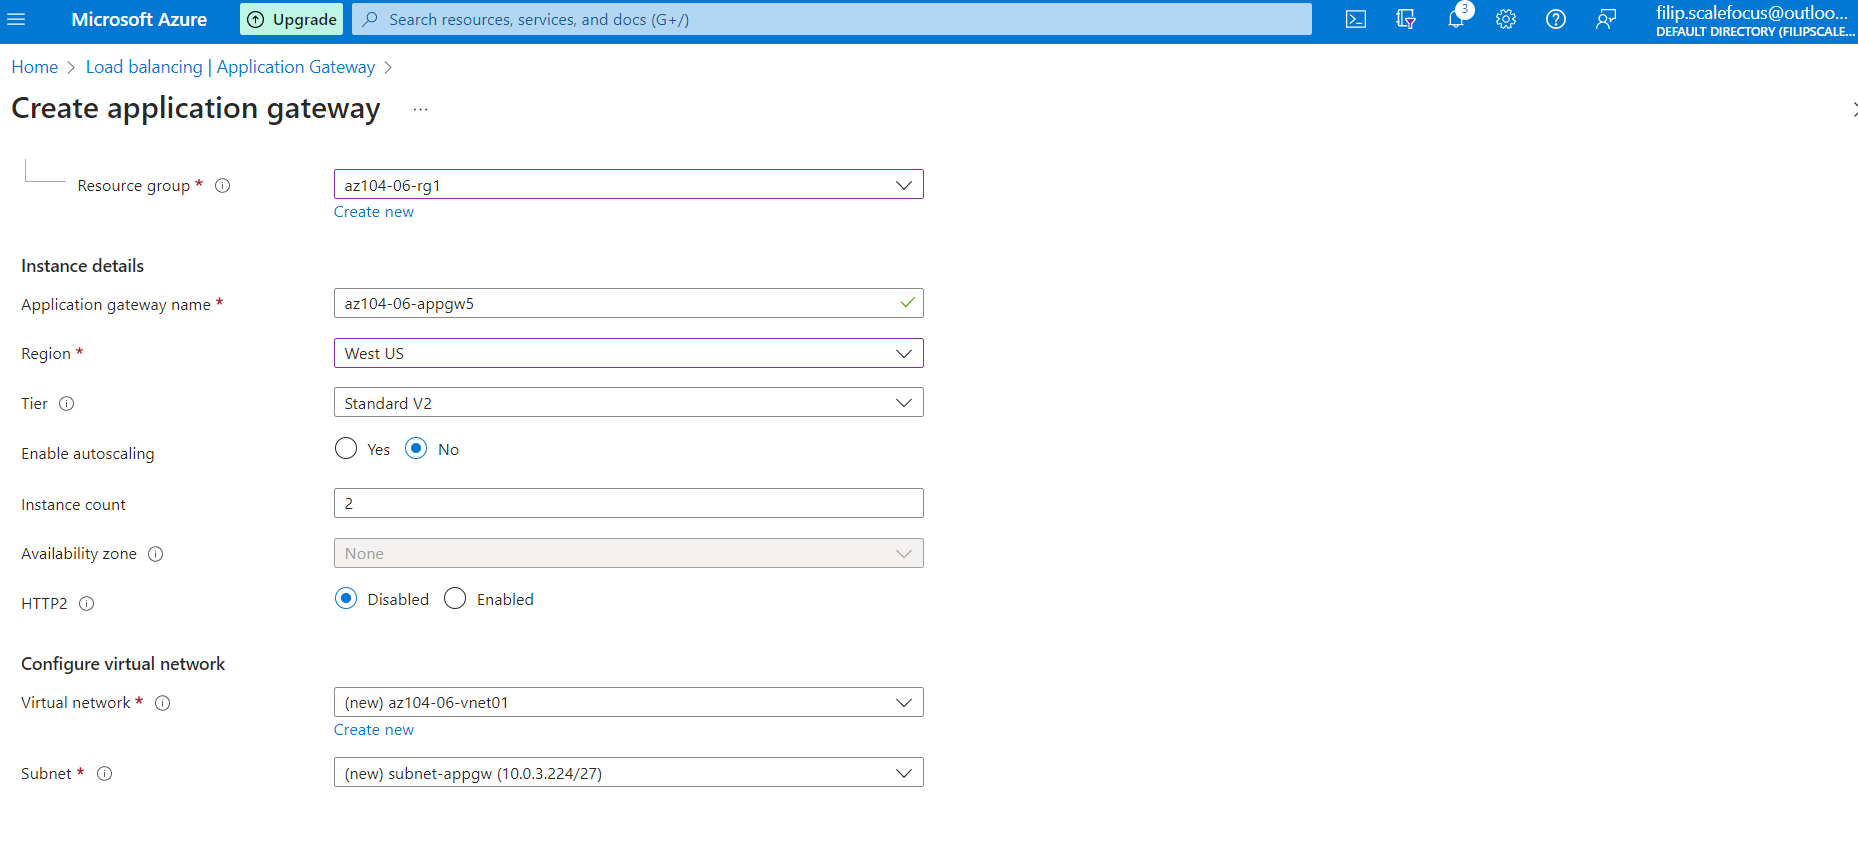 Microsoft Azure
Upgrade
Search resources, services, and docs (G+/)
3
filip.scalefocus@outloo...
DEFAULT DIRECTORY (FILIPSCALE...
Home > Load balancing | Application Gateway >
Create application gateway ...
Resource group * az104-06-rg1
Create new
Instance details
Application gateway name * az104-06-appgw5
Region * West US
Tier Standard V2
Enable autoscaling Yes No
Instance count 2
Availability zone None
HTTP2 Disabled Enabled
Configure virtual network
Virtual network * (new) az104-06-vnet01
Create new
Subnet * (new) subnet-appgw (10.0.3.224/27)